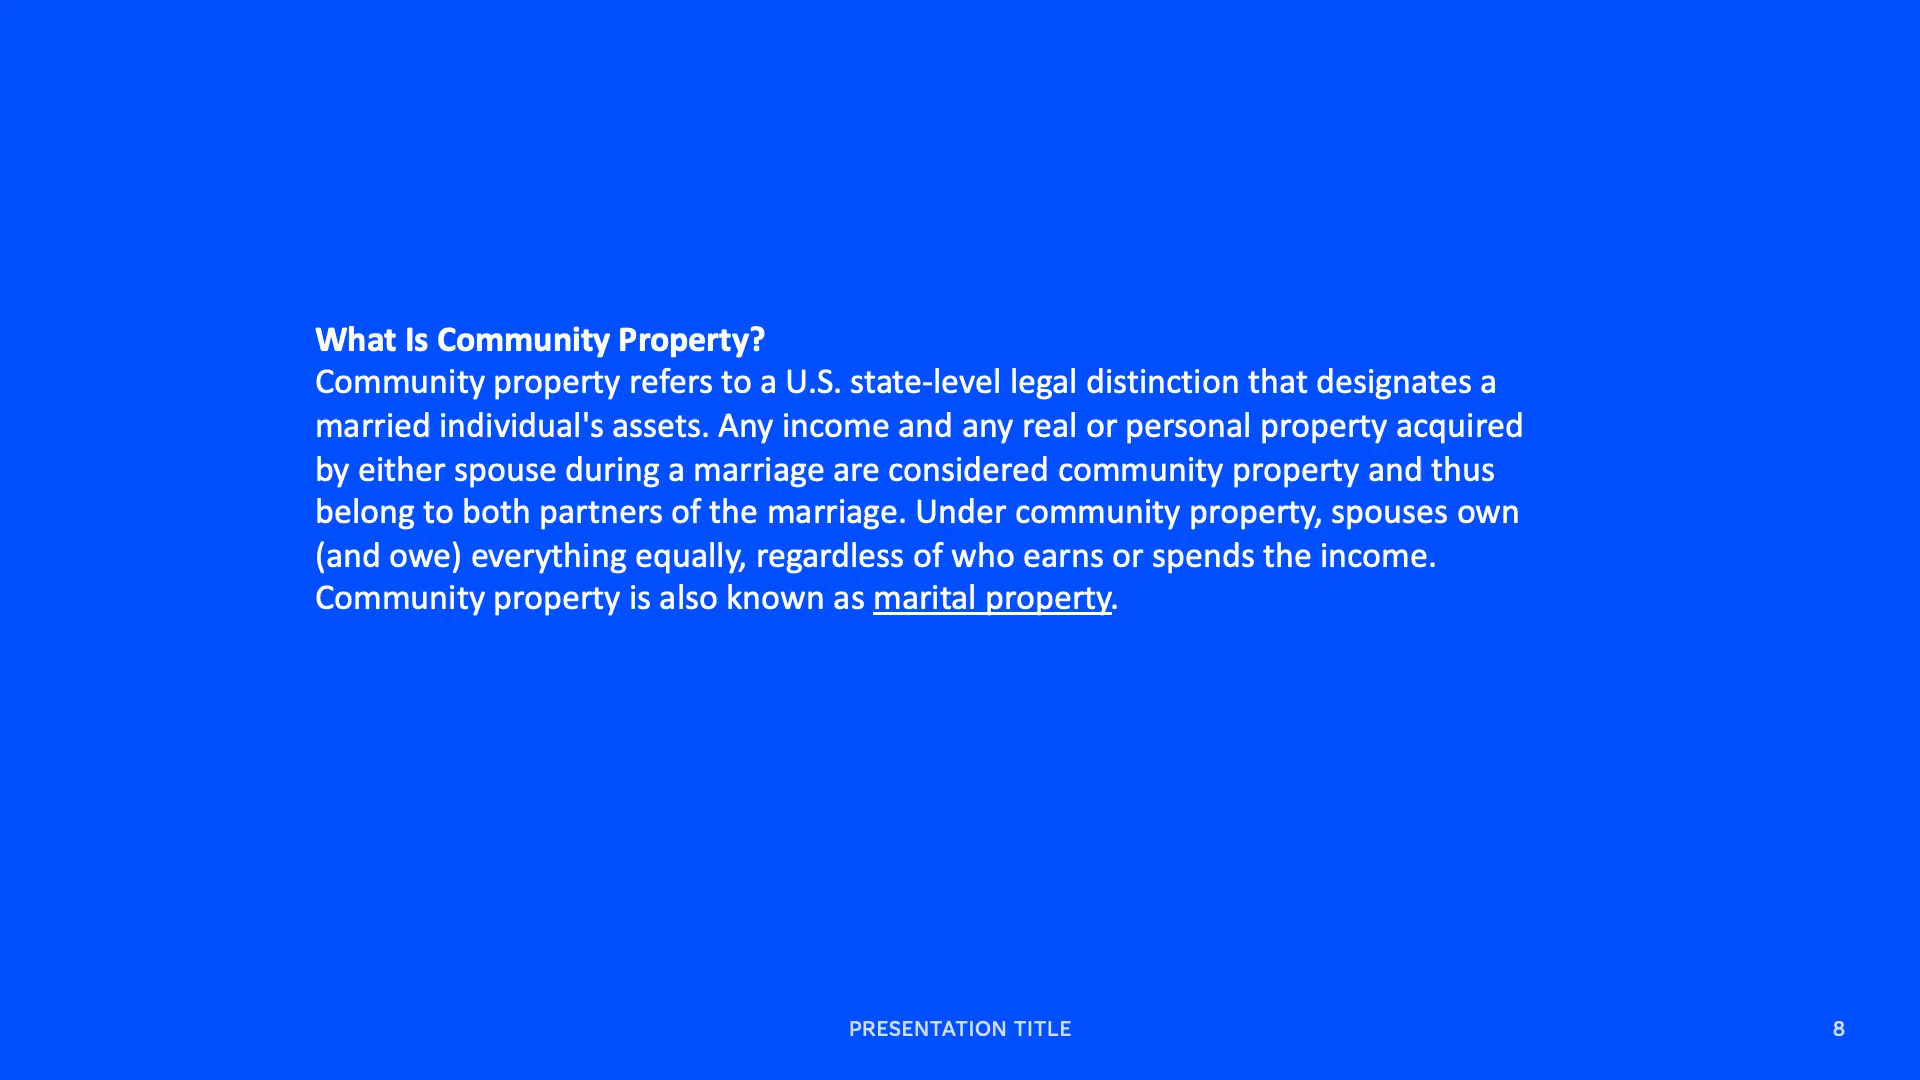 What Is Community Property?
Community property refers to a U.S. state-level legal distinction that designates a
married individual's assets. Any income and any real or personal property acquired
by either spouse during a marriage are considered community property and thus
belong to both partners of the marriage. Under community property, spouses own
(and owe) everything equally, regardless of who earns or spends the income.
Community property is also known as marital property.
PRESENTATION TITLE
8